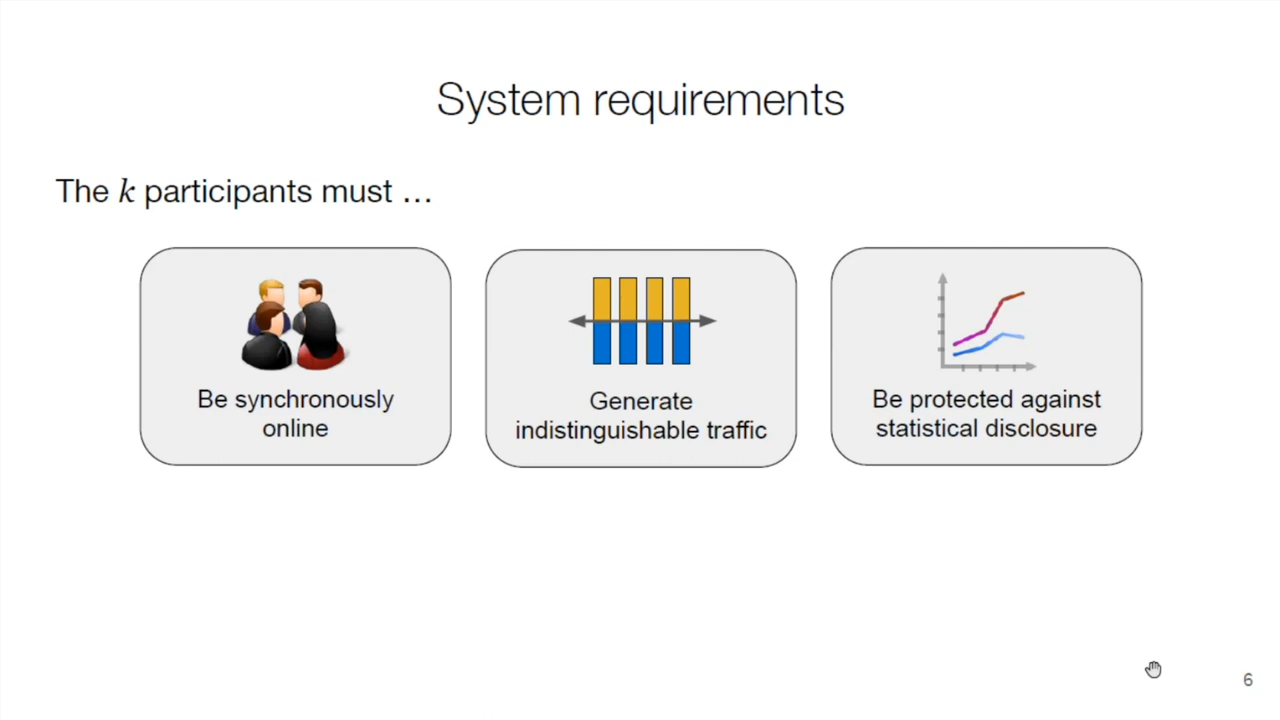 System requirements
The k participants must …
Be synchronously
online
Generate
indistinguishable traffic
Be protected against
statistical disclosure
6